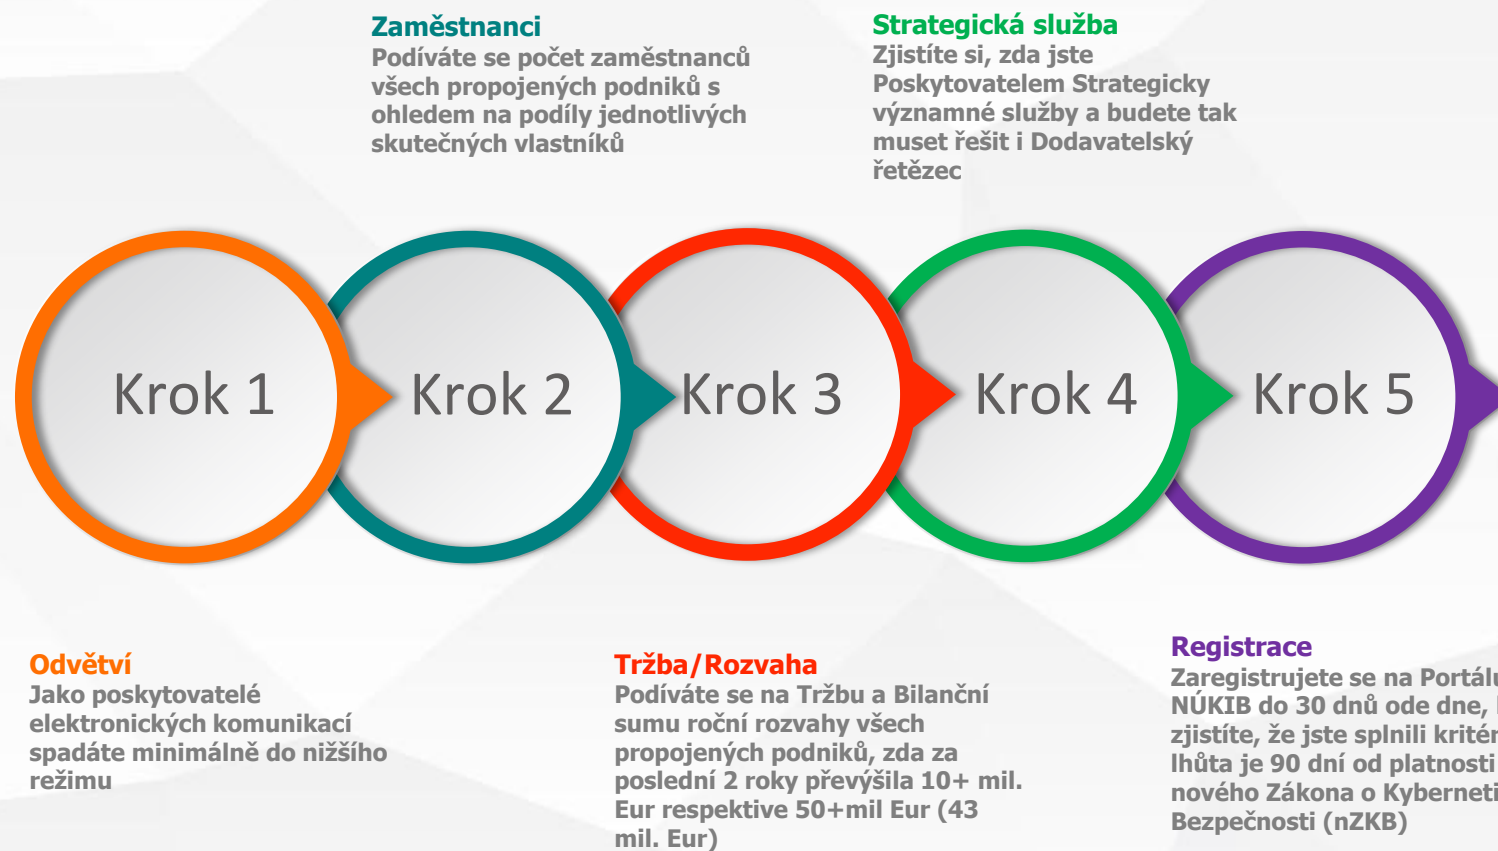 Zaměstnanci
Podíváte se počet zaměstnanců
všech propojených podniků s
ohledem na podíly jednotlivých
skutečných vlastníků
Strategická služba
Zjistíte si, zda jste
Poskytovatelem Strategicky
významné služby a budete tak
muset řešit i Dodavatelský
řetězec
Krok 1
Krok 2
Krok 3
Krok 4
Krok 5
Odvětví
Jako poskytovatelé
elektronických komunikací
spadáte minimálně do nižšího
režimu
Tržba/Rozvaha
Podíváte se na Tržbu a Bilanční
sumu roční rozvahy všech
propojených podniků, zda za
poslední 2 roky převýšila 10+ mil.
Eur respektive 50+mil Eur (43
mil. Eur)
Registrace
Zaregistrujete se na Portálu
NÚKIB do 30 dnů ode dne,
zjistíte, že jste splnili
lhůta je 90 dní od platnosti
nového Zákona o
Bezpečnosti (nZKB)